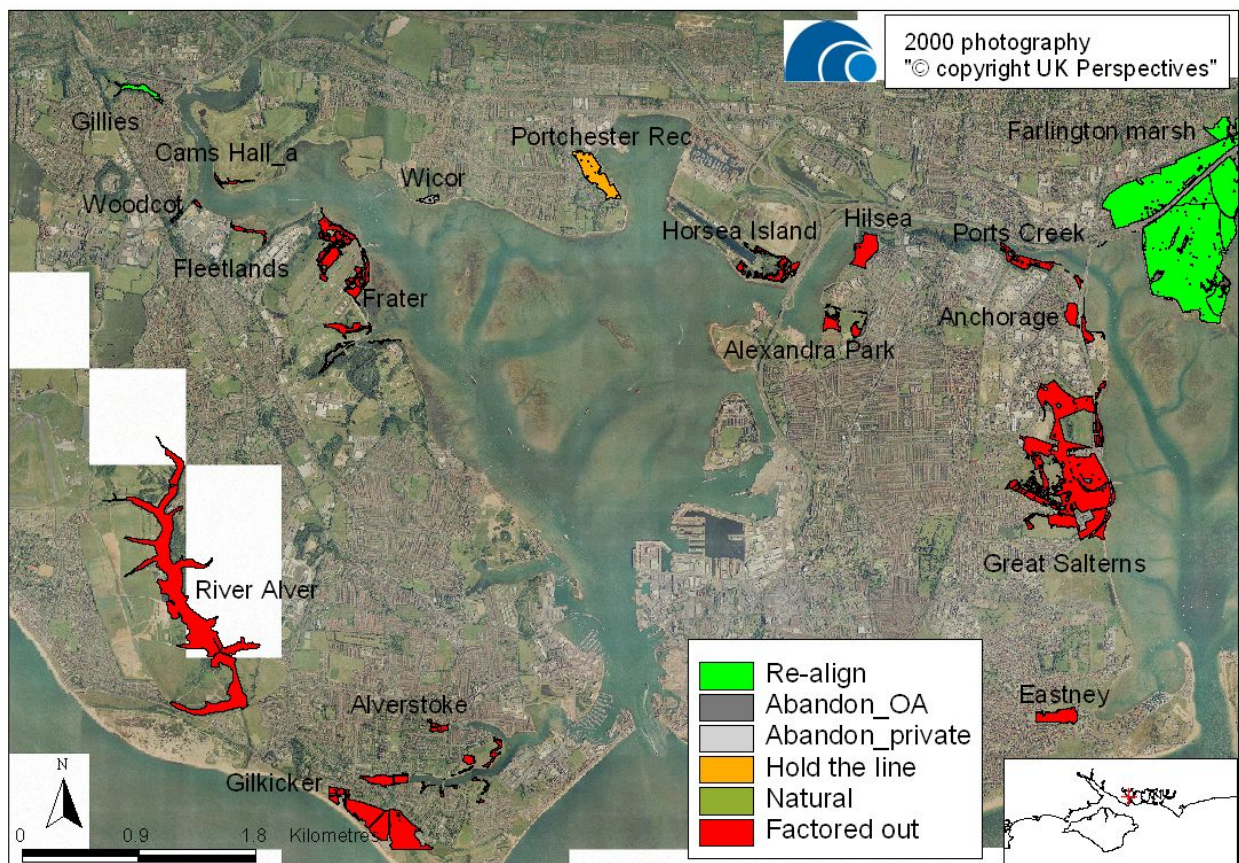 2000 photography
"© copyright UK Perspectives"
Gillies
Portchester Rec
Farlington marsh
Cams Hall_a
Wicor
Woodcot
Horsea Island
Hilsea
Ports Creek
Fleetlands
Frater
Anchorage
Alexandra Park
Great Salterns
River Alver
Re-align
Abandon_OA
Abandon_private
Hold the line
Natural
Factored out
Eastney
Alverstoke
Gilkicker
N
0 0.9 1.8 Kilometres